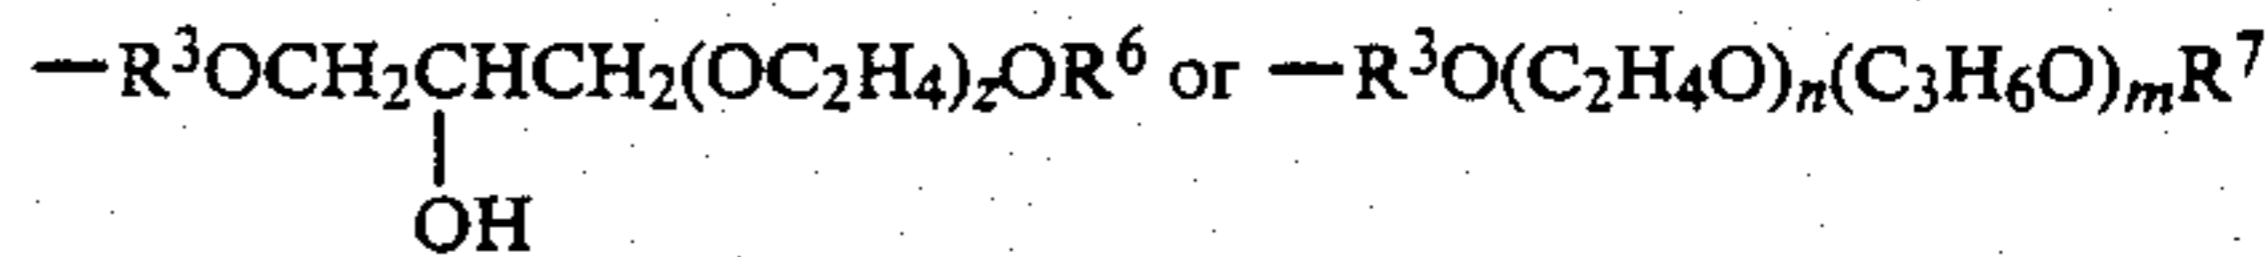 —R³OCH₂CHCH₂(OC₂H₄)zOR⁶ or —R³O(C₂H₄O)ₙ(C₃H₆O)ₘR⁷
OH